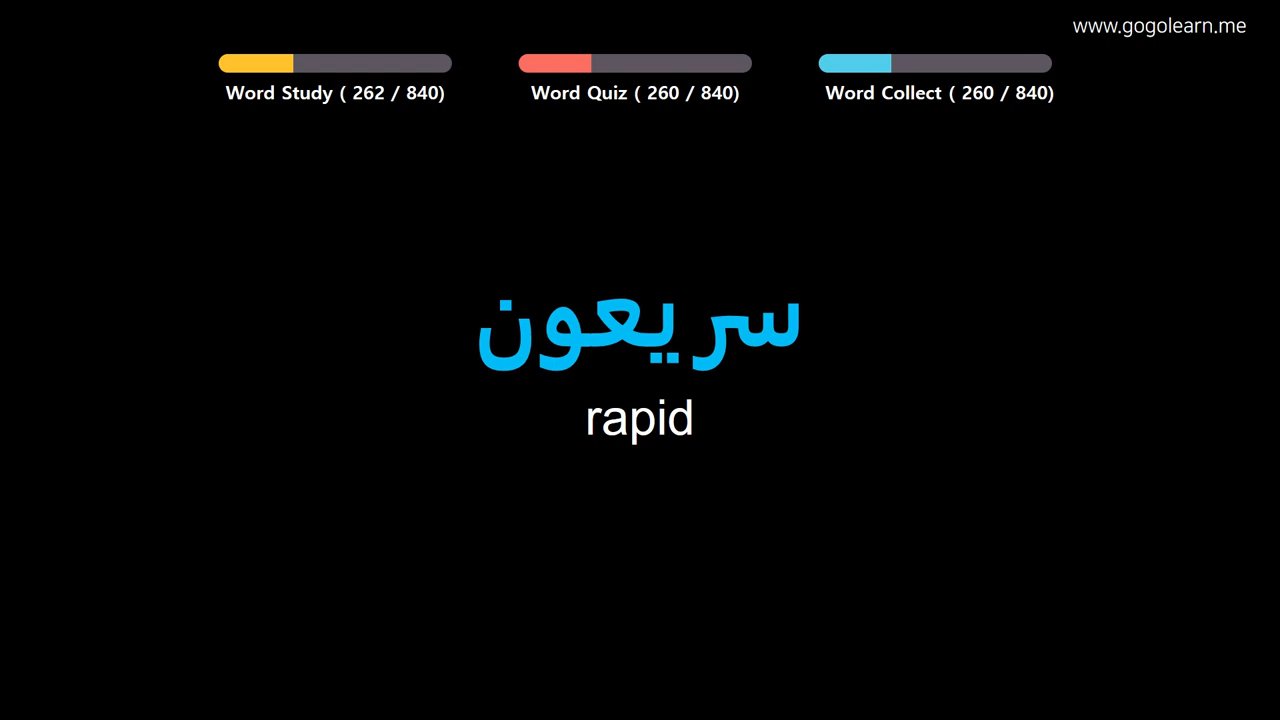 www.gogolearn.me
Word Study ( 262 / 840)
Word Quiz ( 260 / 840)
Word Collect ( 260 / 840)
سريعون
rapid